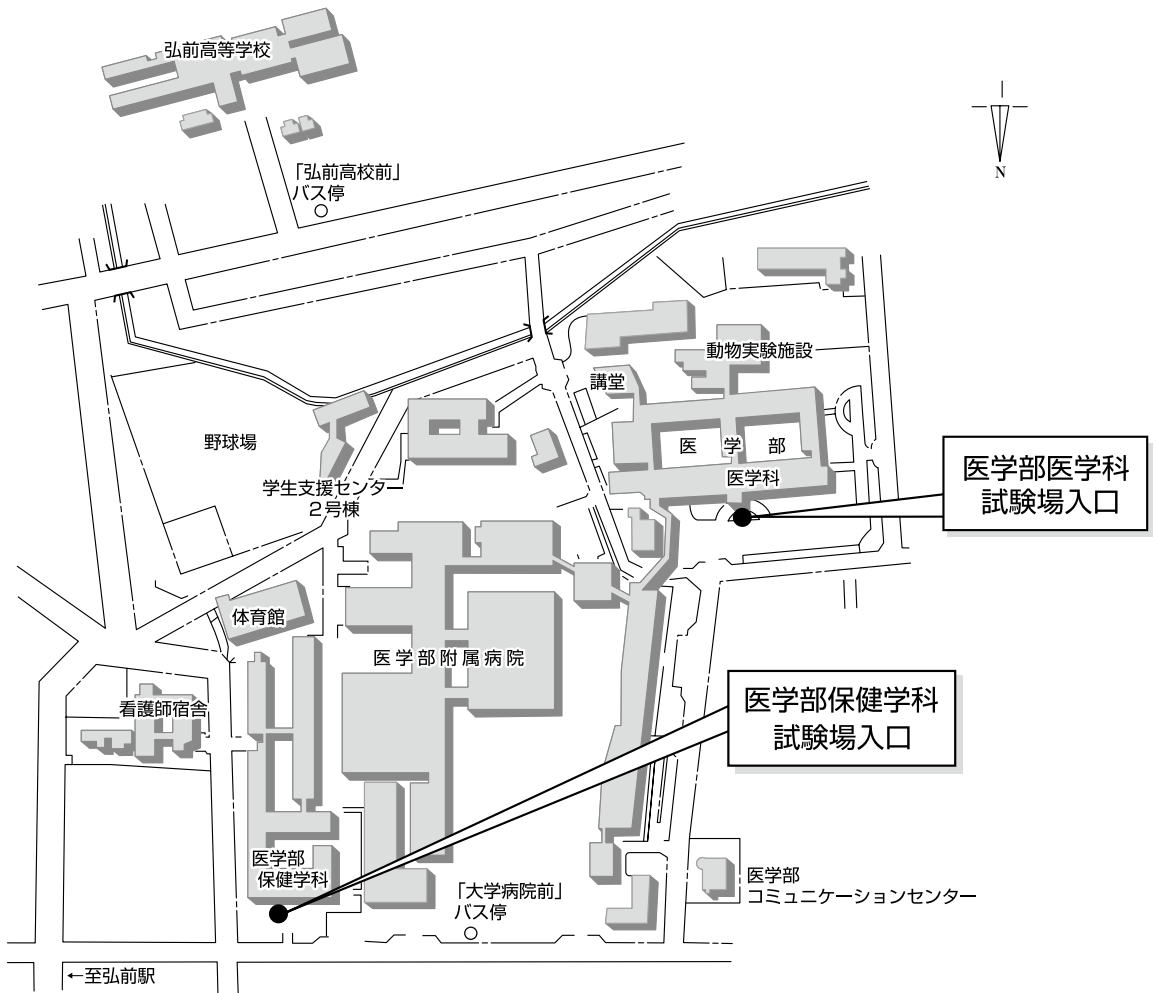 弘前高等学校
「弘前高校前」
バス停
N
動物実験施設
講堂
野球場
医学部
医学科
学生支援センター
2号棟
医学部医学科
試験場入口
体育館
医学部附属病院
看護師宿舎
医学部保健学科
試験場入口
医学部
保健学科
「大学病院前」
バス停
医学部
コミュニケーションセンター
←至弘前駅